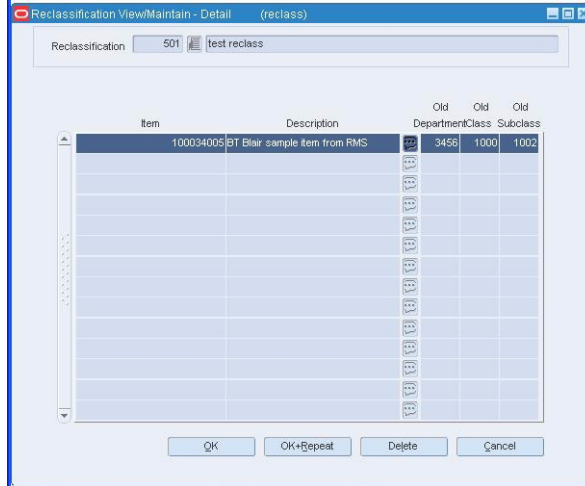 Reclassification View/Maintain - Detail (reclass)
Reclassification 501 test reclass
Old Old Old
Item Description Department Class Subclass
100034005 BT Blair sample item from RMS 3456 1000 1002
OK OK+Repeat Delete Cancel